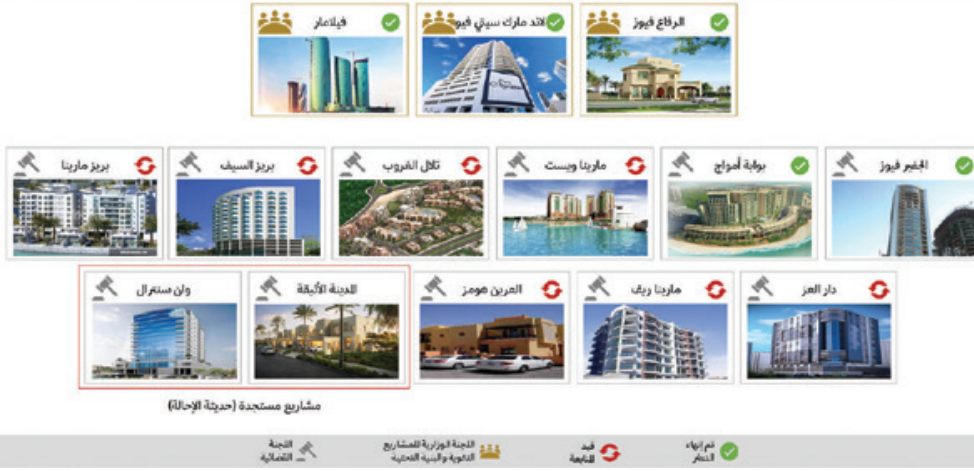 الرفاع فيوز
لاند مارك سيتي فيو
فيلامار
الجفير فيوز
بوابة أمواج
مارينا ويست
تلال الغروب
بريز السيف
بريز مارينا
دار العز
مارينا ريف
العرين هومز
المدينة الأنيقة
وان سنترال
مشاريع مستجدة (حديثة الإحالة)
تم إنهاء
التعثر
قيد
المتابعة
اللجنة الوزارية للمشاريع
التنموية والبنية التحتية
اللجنة
القضائية